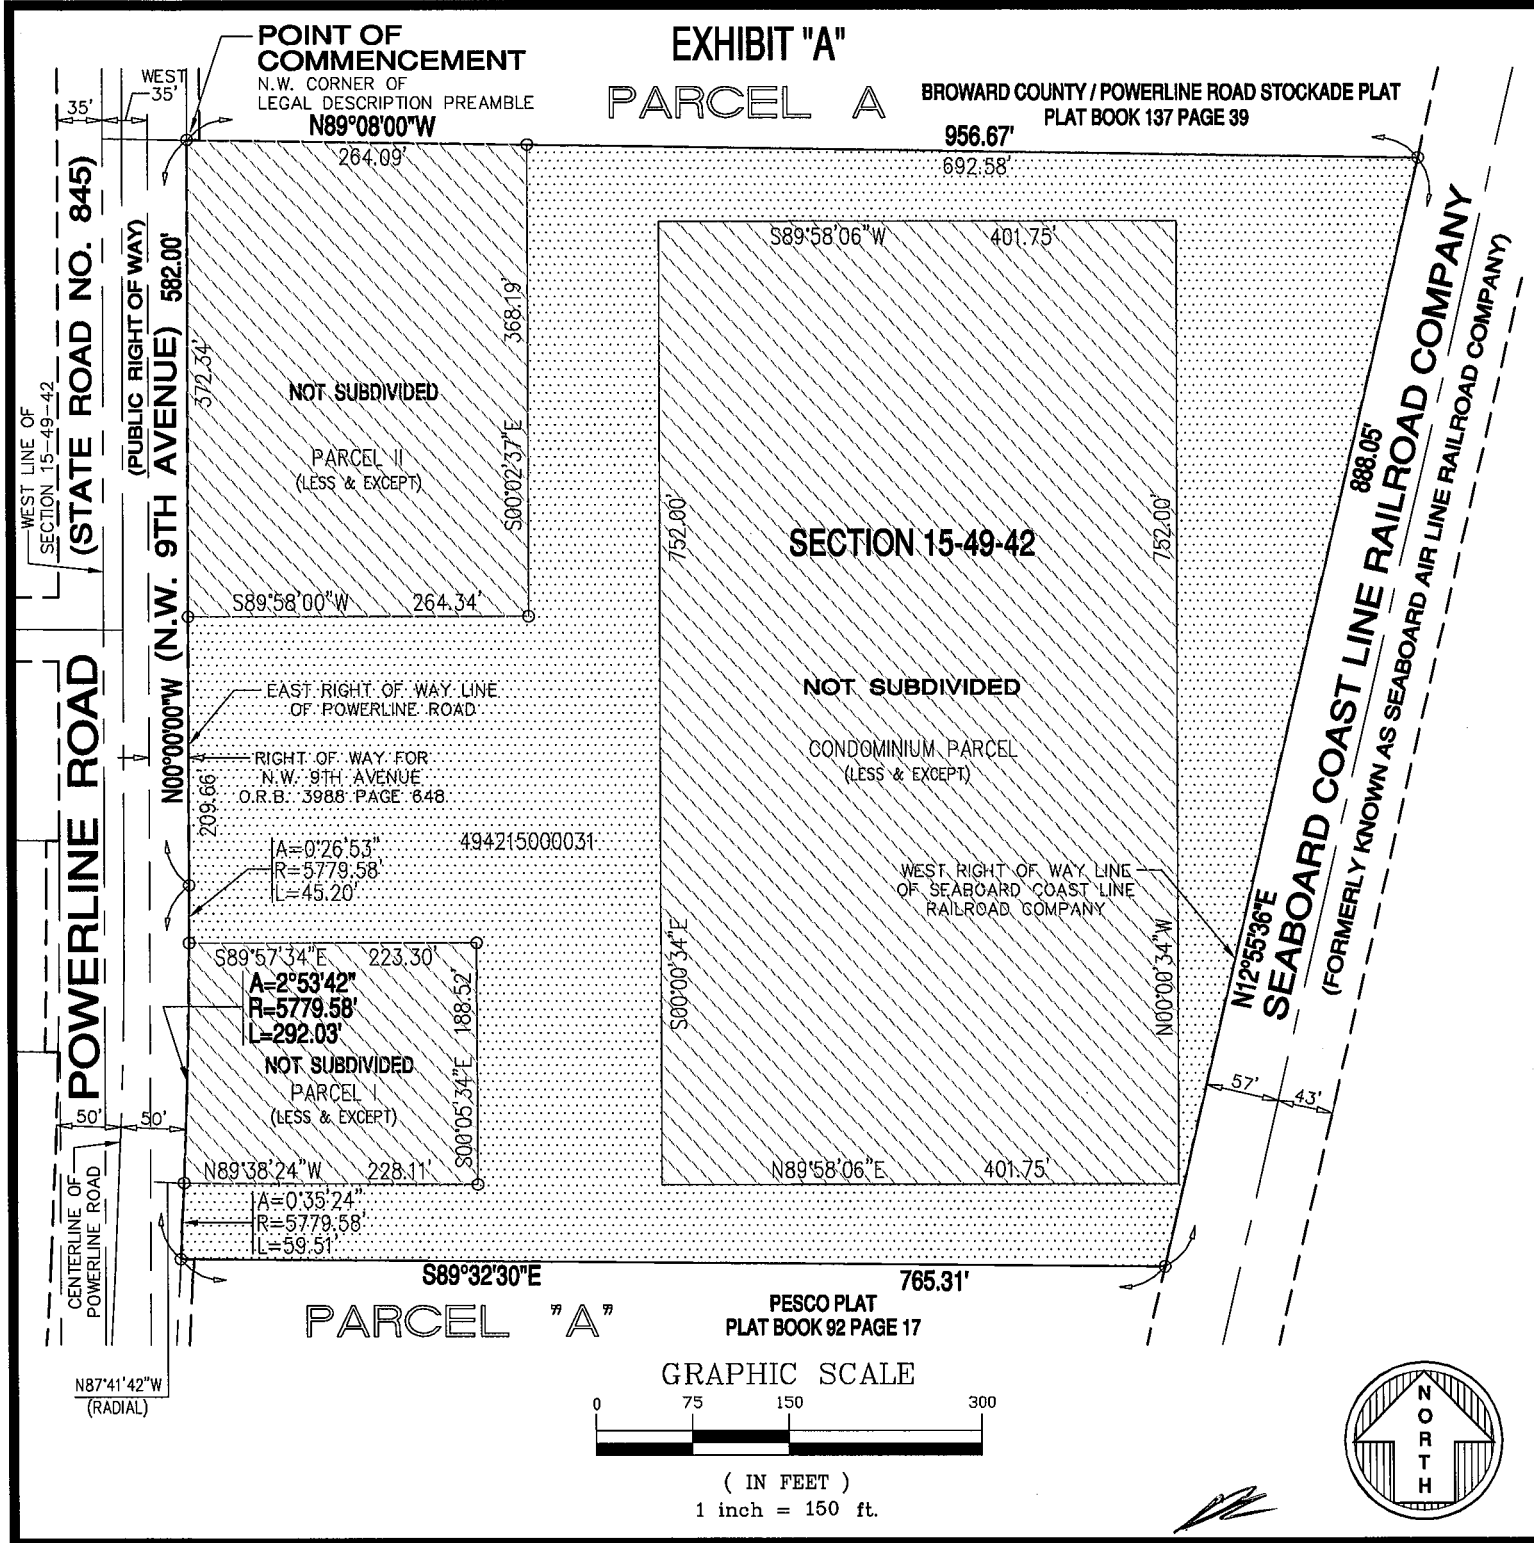 EXHIBIT "A"
POINT OF
COMMENCEMENT
N.W. CORNER OF
LEGAL DESCRIPTION PREAMBLE
PARCEL A
BROWARD COUNTY / POWERLINE ROAD STOCKADE PLAT
PLAT BOOK 137 PAGE 39
WEST
35'
35'
N89°08'00"W
956.67'
264.09'
692.58'
POWERLINE ROAD (STATE ROAD NO. 845)
(PUBLIC RIGHT OF WAY)
N00°00'00"W (N.W. 9TH AVENUE) 582.00'
WEST LINE OF
SECTION 15-49-42
372.34'
S00°02'37"E 368.19'
NOT SUBDIVIDED
PARCEL II
(LESS & EXCEPT)
S89°58'00"W 264.34'
S89°58'06"W 401.75'
752.00'
752.00'
SECTION 15-49-42
NOT SUBDIVIDED
CONDOMINIUM PARCEL
(LESS & EXCEPT)
S00°00'34"E
N00°00'34"W
N89°58'06"E 401.75'
EAST RIGHT OF WAY LINE
OF POWERLINE ROAD
RIGHT OF WAY FOR
N.W. 9TH AVENUE
O.R.B. 3988 PAGE 648
209.66'
A=0°26'53"
R=5779.58'
L=45.20'
494215000031
WEST RIGHT OF WAY LINE
OF SEABOARD COAST LINE
RAILROAD COMPANY
N12°55'36"E 888.05'
SEABOARD COAST LINE RAILROAD COMPANY
(FORMERLY KNOWN AS SEABOARD AIR LINE RAILROAD COMPANY)
S89°57'34"E 223.30'
A=2°53'42"
R=5779.58'
L=292.03'
NOT SUBDIVIDED
PARCEL I
(LESS & EXCEPT)
S00°05'34"E 188.52'
N89°38'24"W 228.11'
A=0°35'24"
R=5779.58'
L=59.51'
50'
50'
57'
43'
CENTERLINE OF
POWERLINE ROAD
S89°32'30"E
765.31'
PARCEL "A"
PESCO PLAT
PLAT BOOK 92 PAGE 17
N87°41'42"W
(RADIAL)
GRAPHIC SCALE
0 75 150 300
( IN FEET )
1 inch = 150 ft.
NORTH